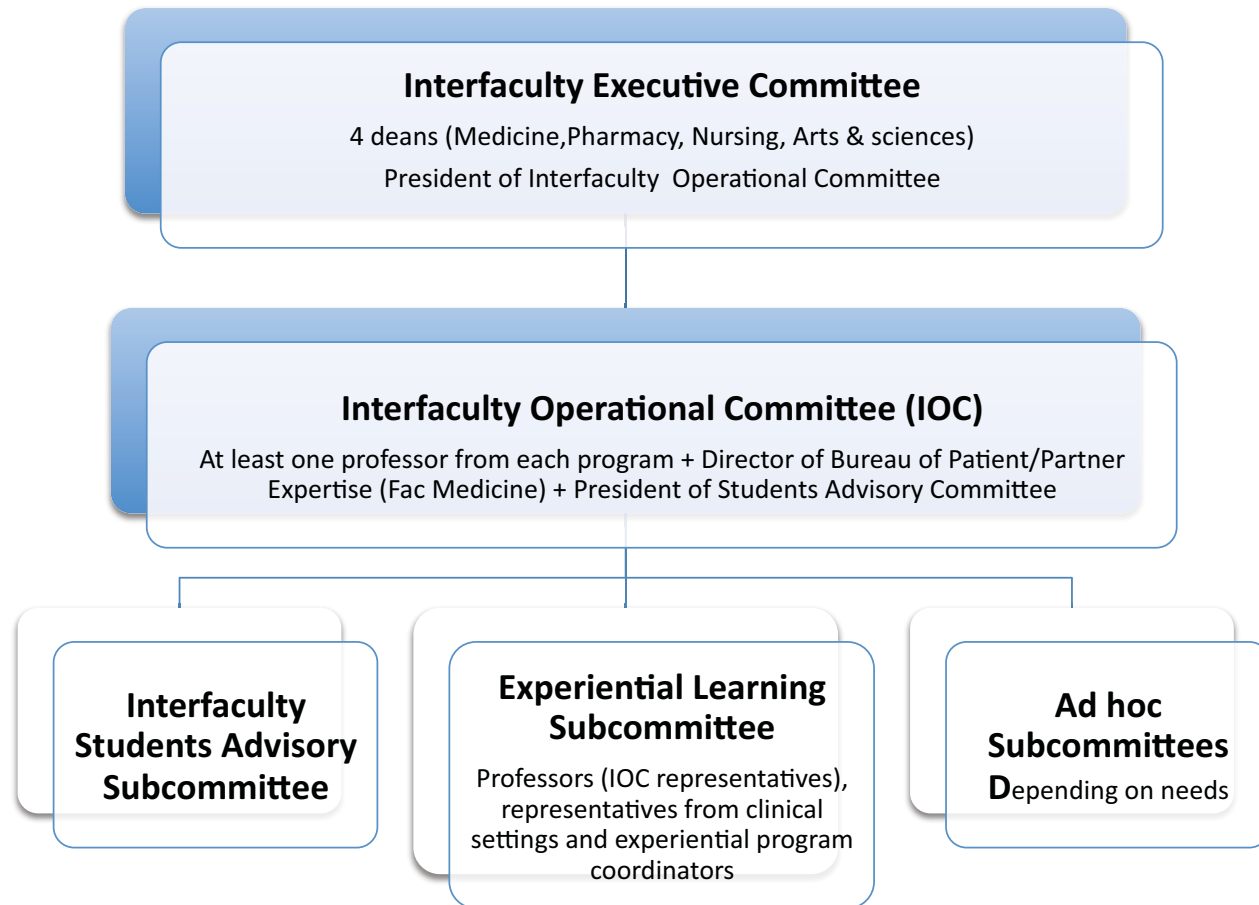 Interfaculty Executive Committee
4 deans (Medicine,Pharmacy, Nursing, Arts & sciences)
President of Interfaculty Operational Committee
Interfaculty Operational Committee (IOC)
At least one professor from each program + Director of Bureau of Patient/Partner
Expertise (Fac Medicine) + President of Students Advisory Committee
Interfaculty
Students Advisory
Subcommittee
Experiential Learning
Subcommittee
Professors (IOC representatives),
representatives from clinical
settings and experiential program
coordinators
Ad hoc
Subcommittees
Depending on needs